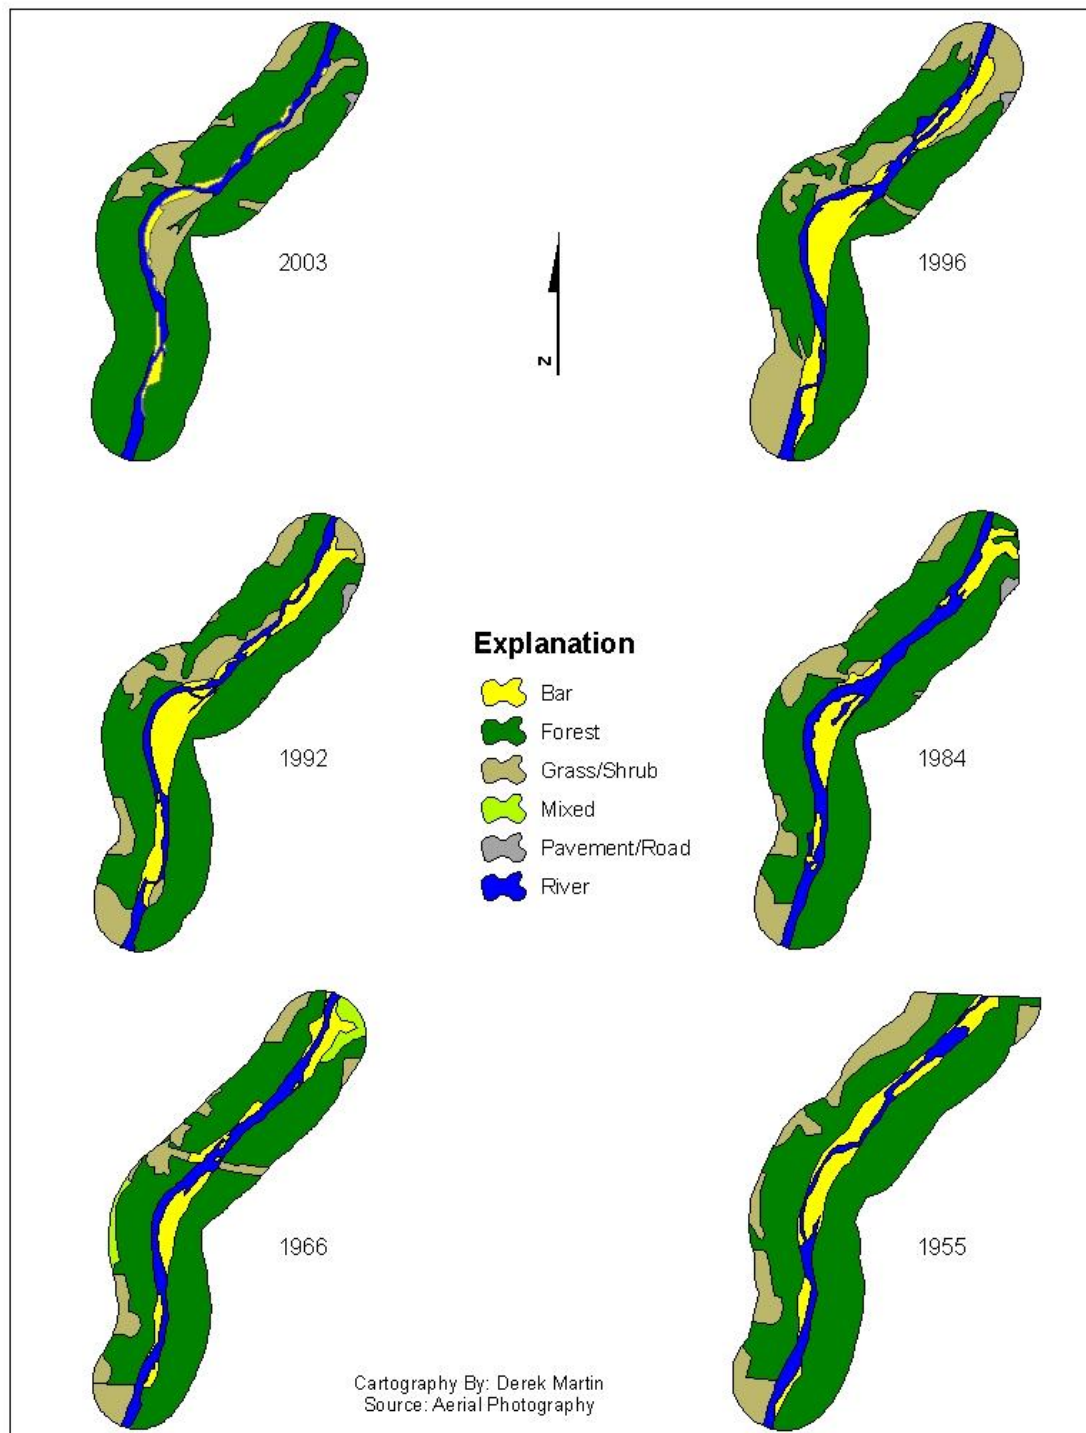 2003
1996
N
Explanation
Bar
Forest
Grass/Shrub
Mixed
Pavement/Road
River
1992
1984
1966
1955
Cartography By: Derek Martin
Source: Aerial Photography